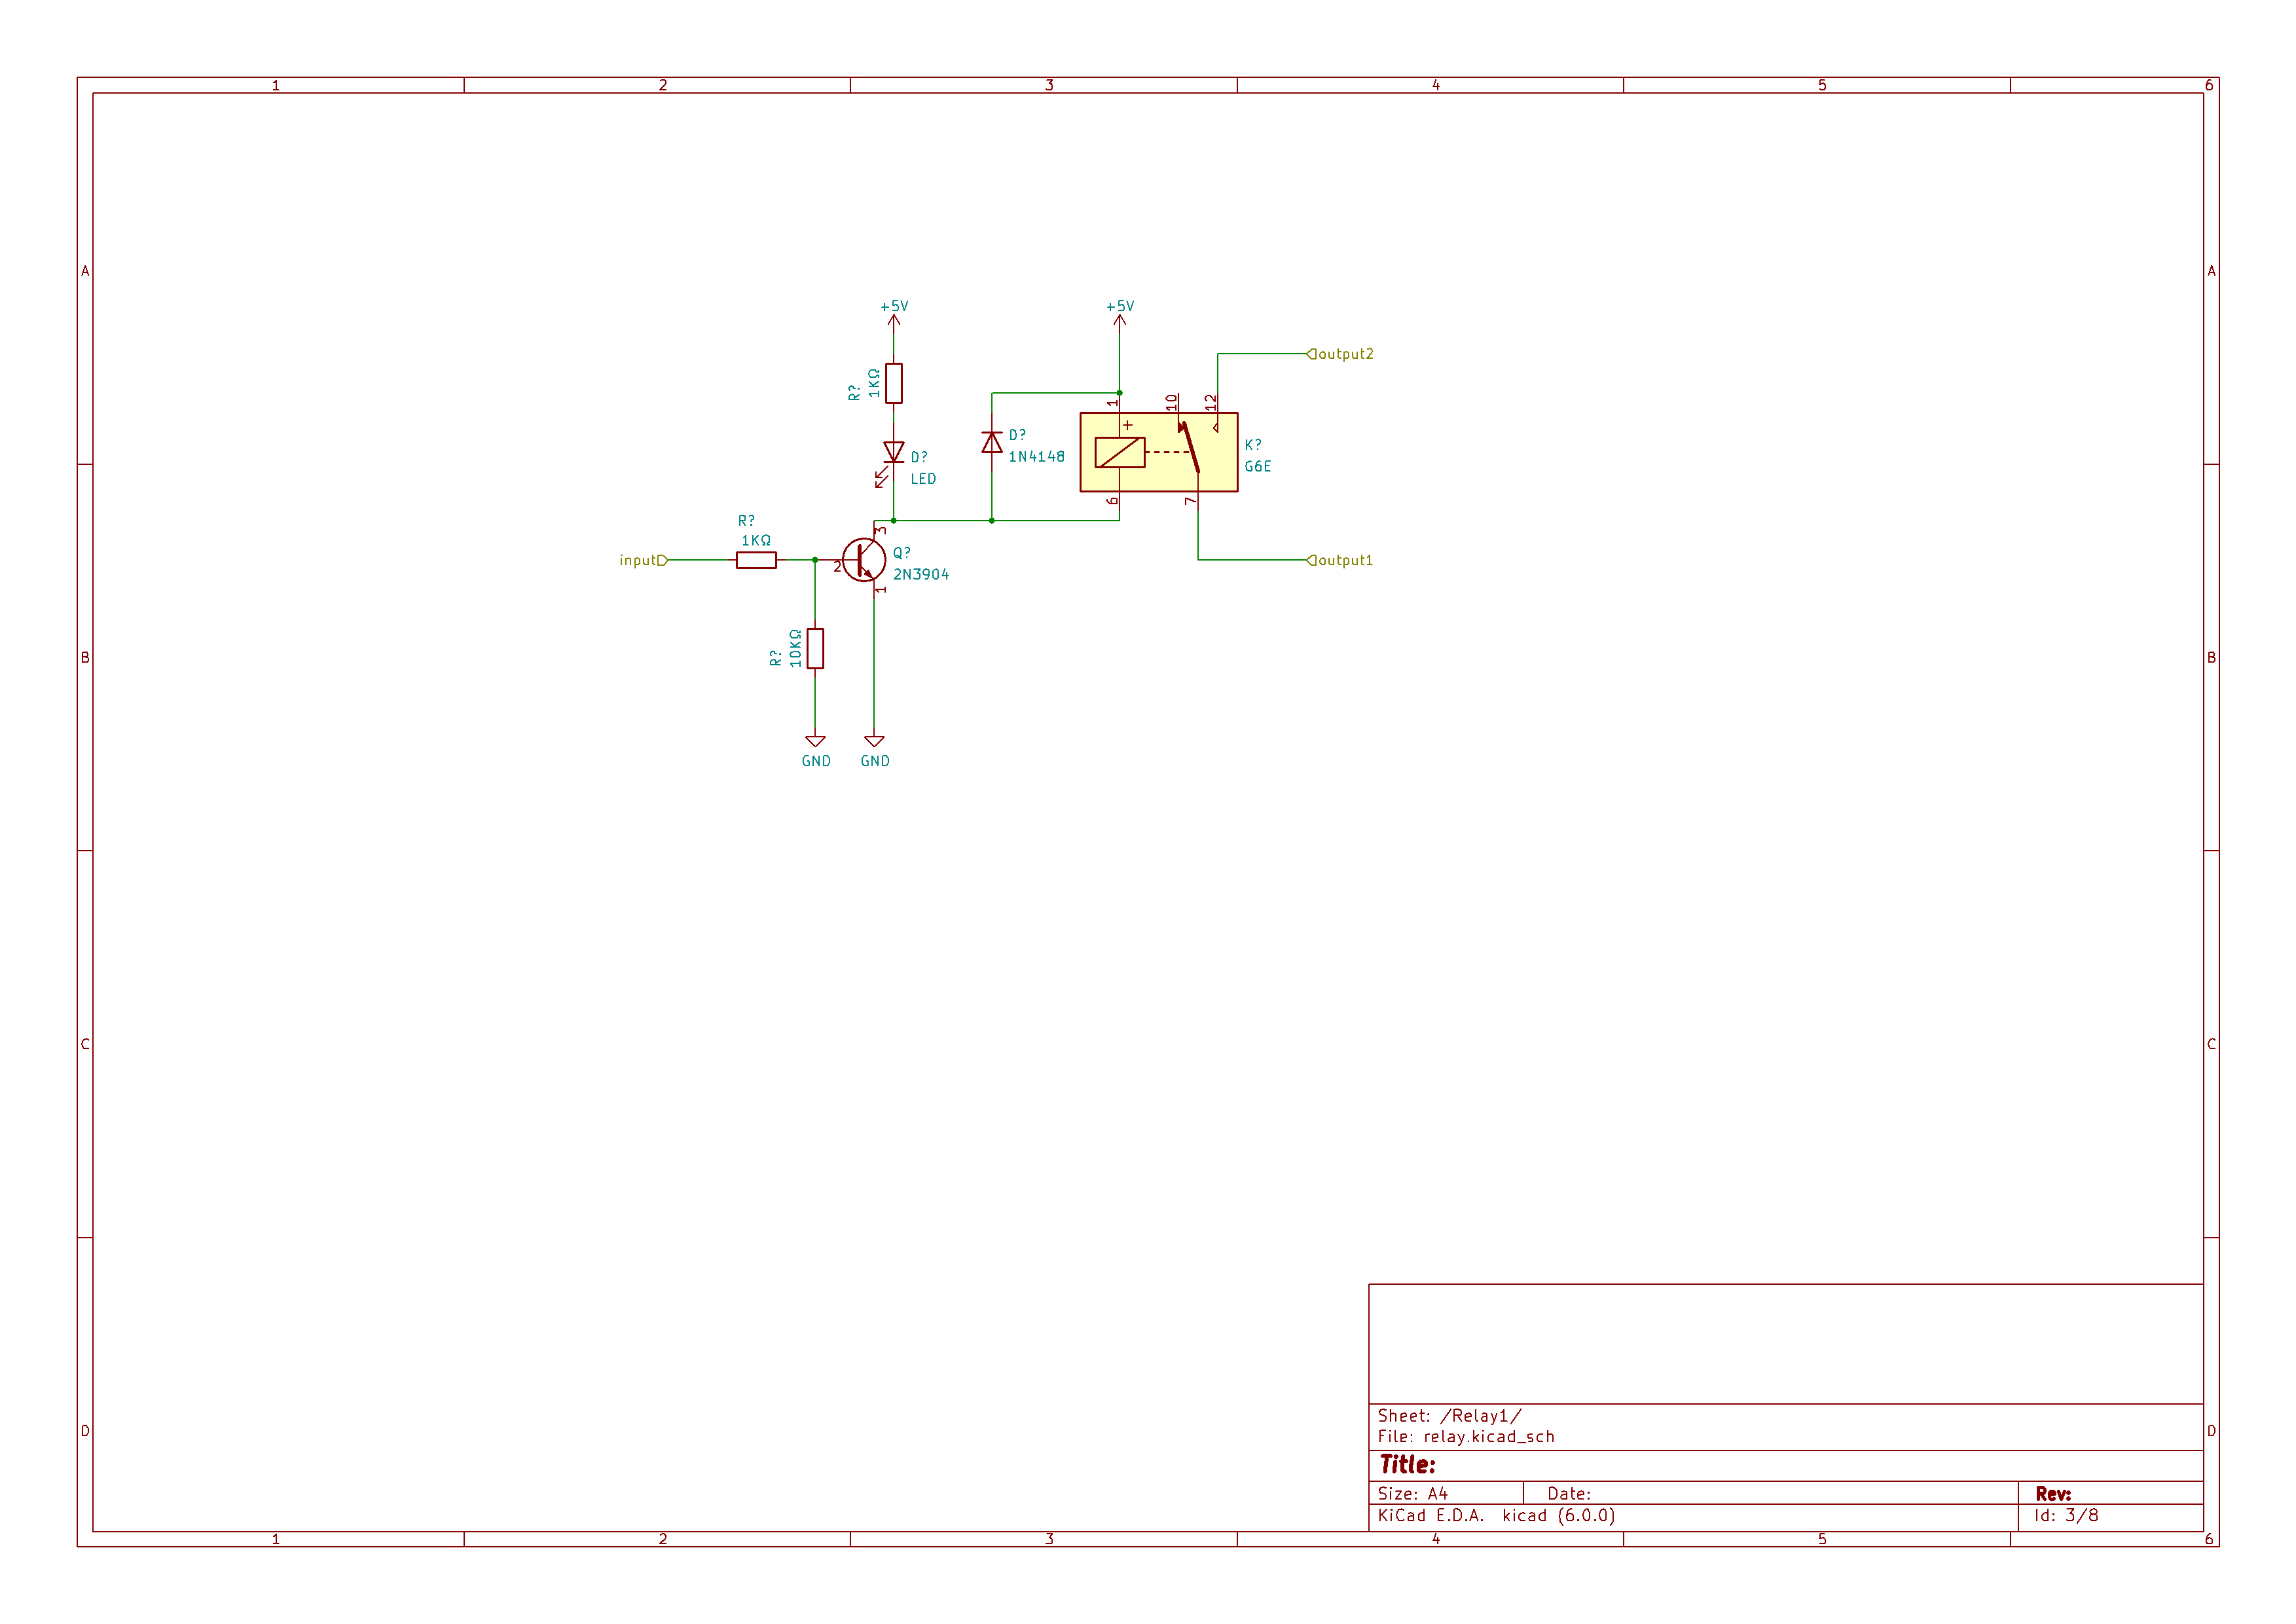 1 2 3 4 5 6
A A
+5V +5V
output2
R?
1KΩ
1 10 12
+
D?
1N4148
K?
G6E
D?
LED
6 7
R?
1KΩ
3
input
2
Q?
2N3904
output1
1
R?
10KΩ
B B
GND GND
C C
D D
Sheet: /Relay1/
File: relay.kicad_sch
Title:
Size: A4 Date: Rev:
KiCad E.D.A. kicad (6.0.0) Id: 3/8
1 2 3 4 5 6